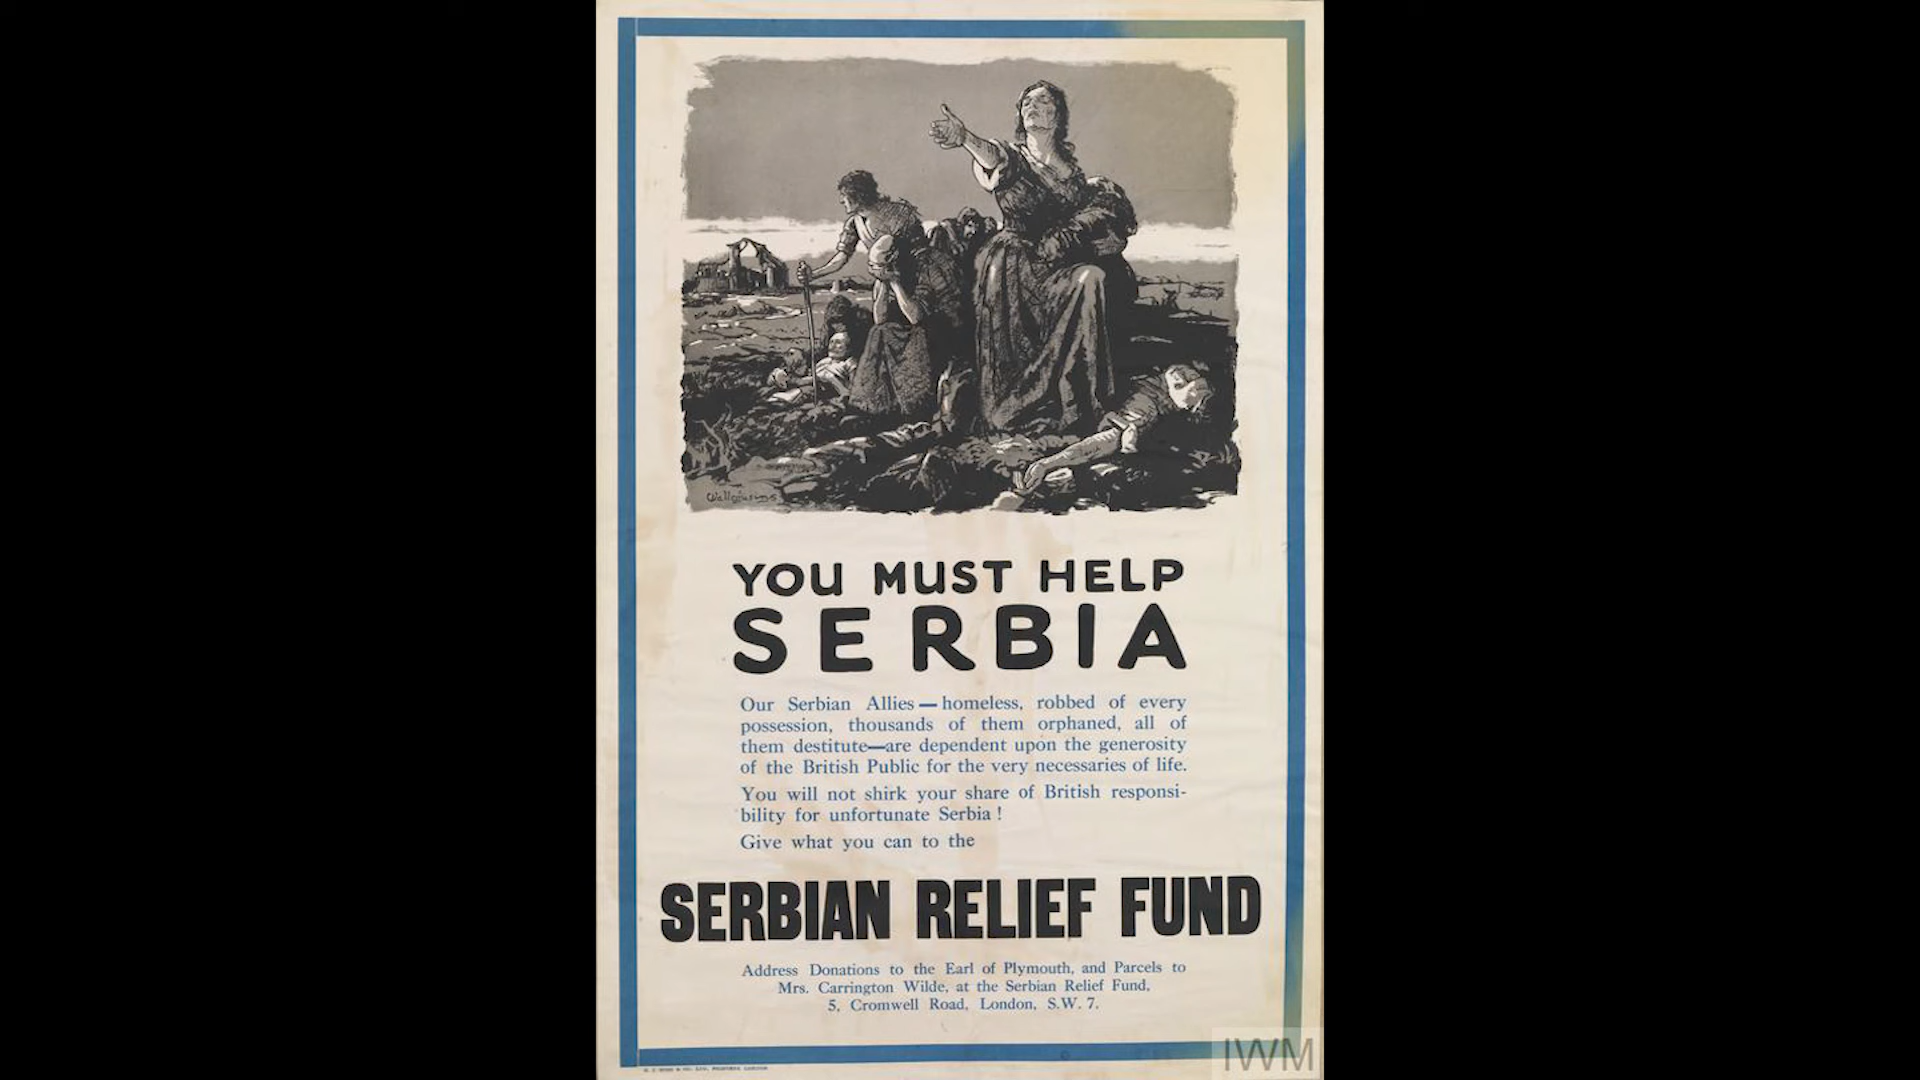 Wallcousins
YOU MUST HELP
SERBIA
Our Serbian Allies — homeless, robbed of every
possession, thousands of them orphaned, all of
them destitute—are dependent upon the generosity
of the British Public for the very necessaries of life.
You will not shirk your share of British responsi-
bility for unfortunate Serbia !
Give what you can to the
SERBIAN RELIEF FUND
Address Donations to the Earl of Plymouth, and Parcels to
Mrs. Carrington Wilde, at the Serbian Relief Fund,
5, Cromwell Road, London, S.W. 7.
IWM